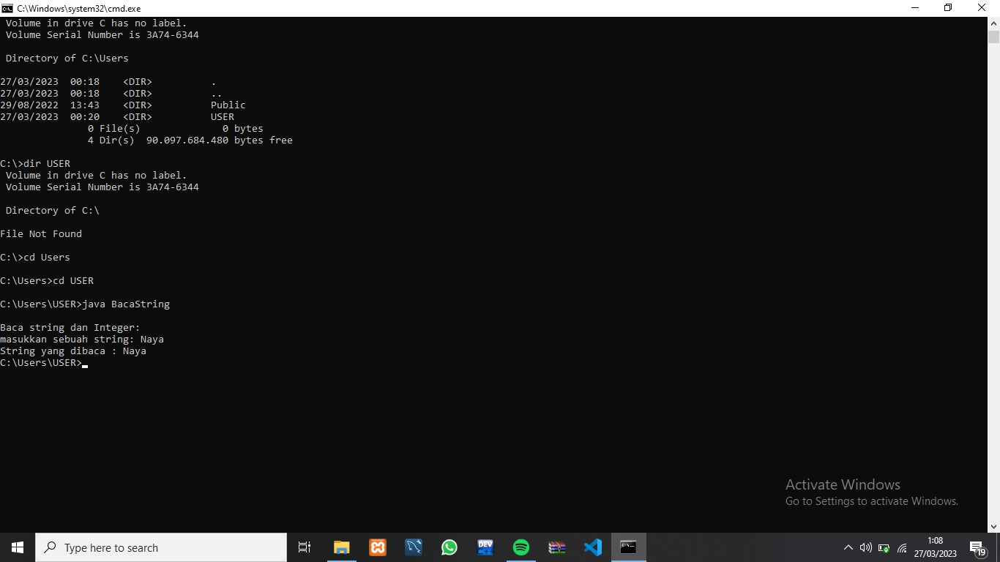 C:\Windows\system32\cmd.exe
Volume in drive C has no label.
Volume Serial Number is 3A74-6344
Directory of C:\Users
27/03/2023  00:18    <DIR>          .
27/03/2023  00:18    <DIR>          ..
29/08/2022  13:43    <DIR>          Public
27/03/2023  00:20    <DIR>          USER
0 File(s)              0 bytes
4 Dir(s)  90.097.684.480 bytes free
C:\>dir USER
Volume in drive C has no label.
Volume Serial Number is 3A74-6344
Directory of C:\
File Not Found
C:\>cd Users
C:\Users>cd USER
C:\Users\USER>java BacaString
Baca string dan Integer:
masukkan sebuah string: Naya
String yang dibaca : Naya
C:\Users\USER>
Activate Windows
Go to Settings to activate Windows.
Type here to search
DEV
1:08
27/03/2023
19